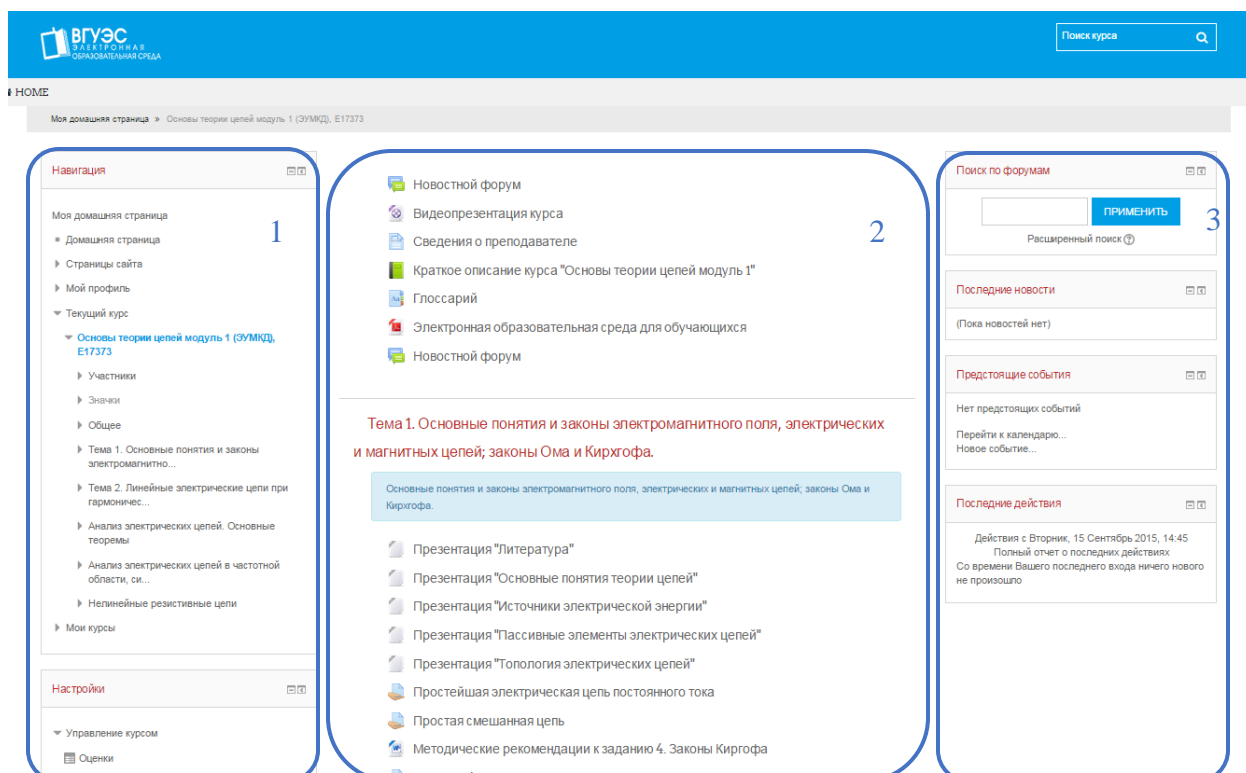 ВГУЭС
ЭЛЕКТРОННАЯ
ОБРАЗОВАТЕЛЬНАЯ СРЕДА
Поиск курса
HOME
Моя домашняя страница » Основы теории цепей модуль 1 (ЭУМКД), E17373
Навигация
1
Моя домашняя страница
Домашняя страница
Страницы сайта
Мой профиль
Текущий курс
Основы теории цепей модуль 1 (ЭУМКД),
E17373
Участники
Значки
Общее
Тема 1. Основные понятия и законы
электромагнитно...
Тема 2. Линейные электрические цепи при
гармоничес...
Анализ электрических цепей. Основные
теоремы
Анализ электрических цепей в частотной
области, си...
Нелинейные резистивные цепи
Мои курсы
Настройки
Управление курсом
Оценки
2
Новостной форум
Видеопрезентация курса
Сведения о преподавателе
Краткое описание курса "Основы теории цепей модуль 1"
Глоссарий
Электронная образовательная среда для обучающихся
Новостной форум
Тема 1. Основные понятия и законы электромагнитного поля, электрических
и магнитных цепей; законы Ома и Кирхгофа.
Основные понятия и законы электромагнитного поля, электрических и магнитных цепей; законы Ома и
Кирхгофа.
Презентация "Литература"
Презентация "Основные понятия теории цепей"
Презентация "Источники электрической энергии"
Презентация "Пассивные элементы электрических цепей"
Презентация "Топология электрических цепей"
Простейшая электрическая цепь постоянного тока
Простая смешанная цепь
Методические рекомендации к заданию 4. Законы Киргофа
3
Поиск по форумам
ПРИМЕНИТЬ
Расширенный поиск
Последние новости
(Пока новостей нет)
Предстоящие события
Нет предстоящих событий
Перейти к календарю...
Новое событие...
Последние действия
Действия с Вторник, 15 Сентябрь 2015, 14:45
Полный отчет о последних действиях
Со времени Вашего последнего входа ничего нового
не произошло